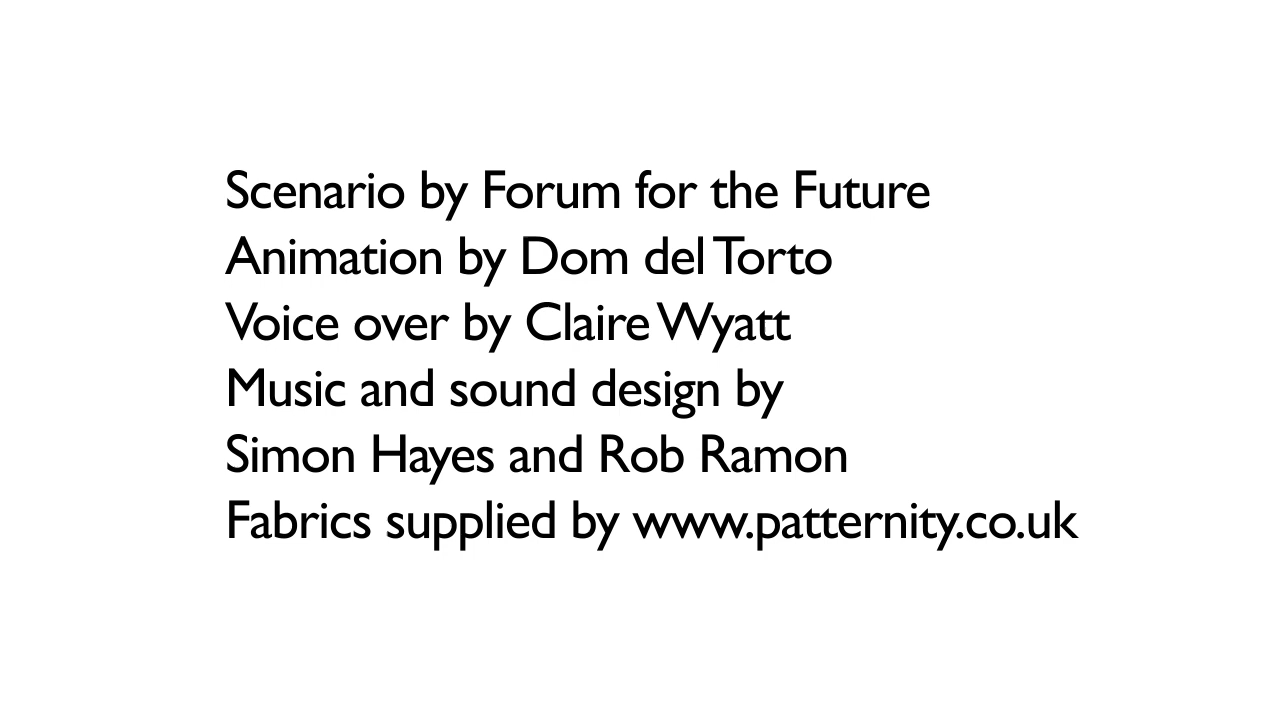 Scenario by Forum for the Future
Animation by Dom del Torto
Voice over by Claire Wyatt
Music and sound design by
Simon Hayes and Rob Ramon
Fabrics supplied by www.patternity.co.uk